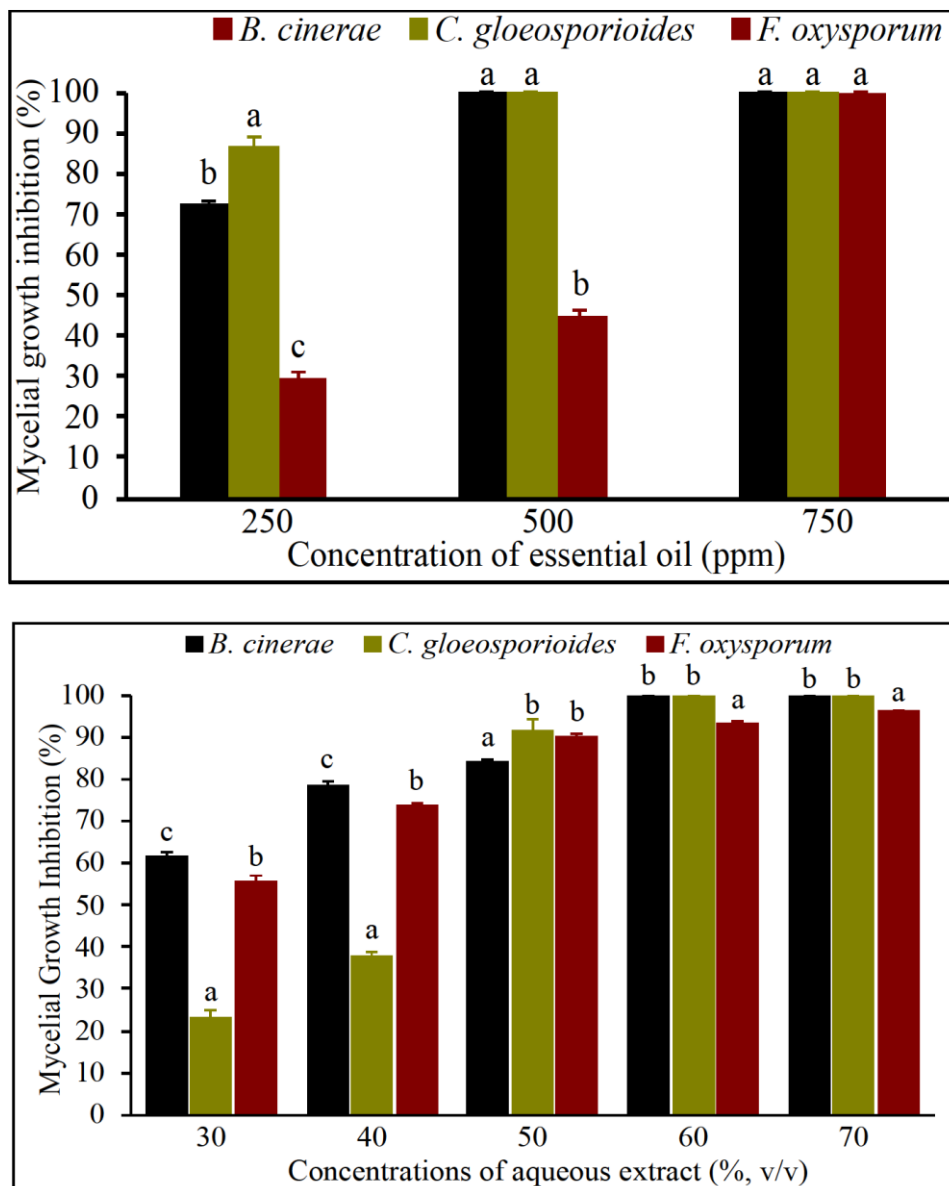 B. cinerae C. gloeosporioides F. oxysporum
Mycelial growth inhibition (%)
100
90
80
70
60
50
40
30
20
10
0
b a c
a a b
a a a
250 500 750
Concentration of essential oil (ppm)
B. cinerae C. gloeosporioides F. oxysporum
Mycelial Growth Inhibition (%)
100
90
80
70
60
50
40
30
20
10
0
c a b
c a b
a b b
b b a
b b a
30 40 50 60 70
Concentrations of aqueous extract (%, v/v)